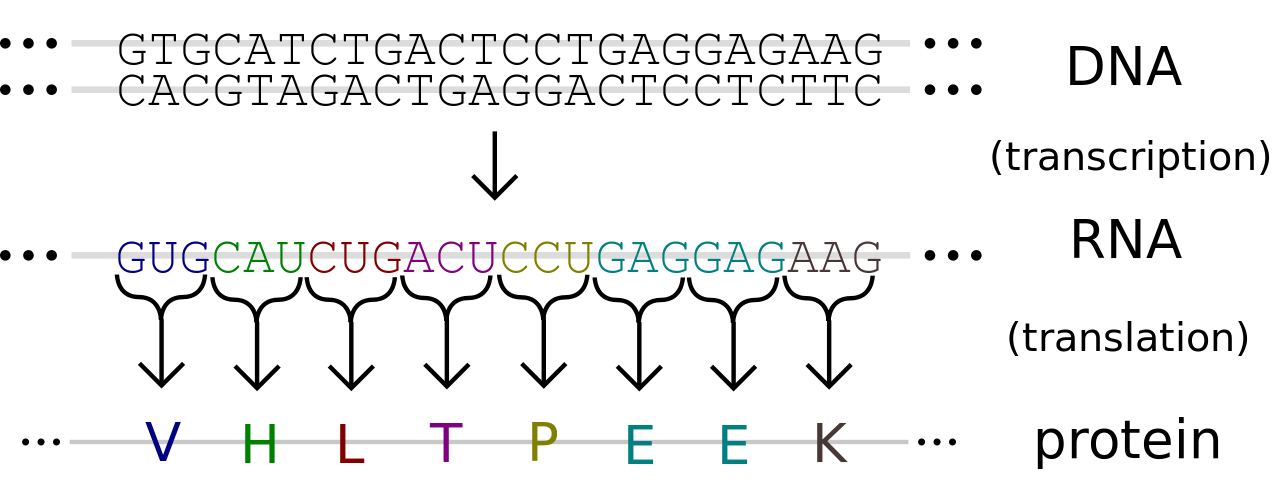 ... GTGCATCTGACTCCTGAGGAGAAG ... DNA
... CACGTAGACTGAGGACTCCTCTTC ...
(transcription)
... GUGCAUCUGACUCCUGAGGAGAAG ... RNA
(translation)
... V H L T P E E K ... protein